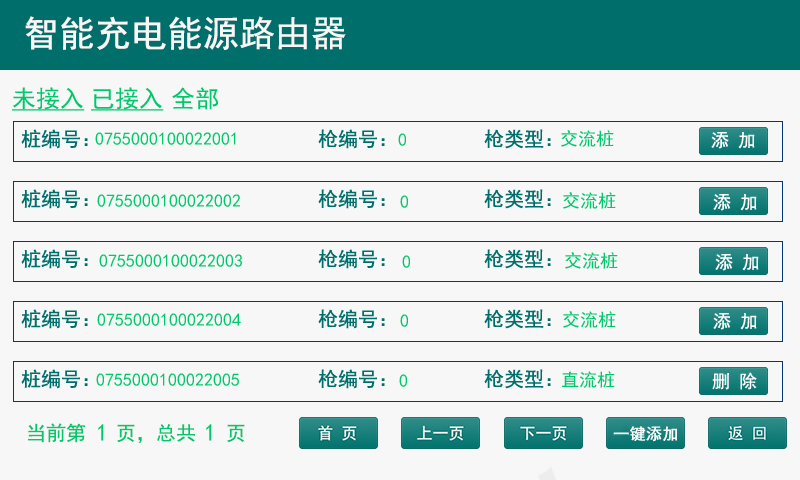 智能充电能源路由器
未接入 已接入 全部
桩编号: 0755000100022001 枪编号: 0 枪类型: 交流桩 添 加
桩编号: 0755000100022002 枪编号: 0 枪类型: 交流桩 添 加
桩编号: 0755000100022003 枪编号: 0 枪类型: 交流桩 添 加
桩编号: 0755000100022004 枪编号: 0 枪类型: 交流桩 添 加
桩编号: 0755000100022005 枪编号: 0 枪类型: 直流桩 删 除
当前第 1 页，总共 1 页 首 页 上一页 下一页 一键添加 返 回